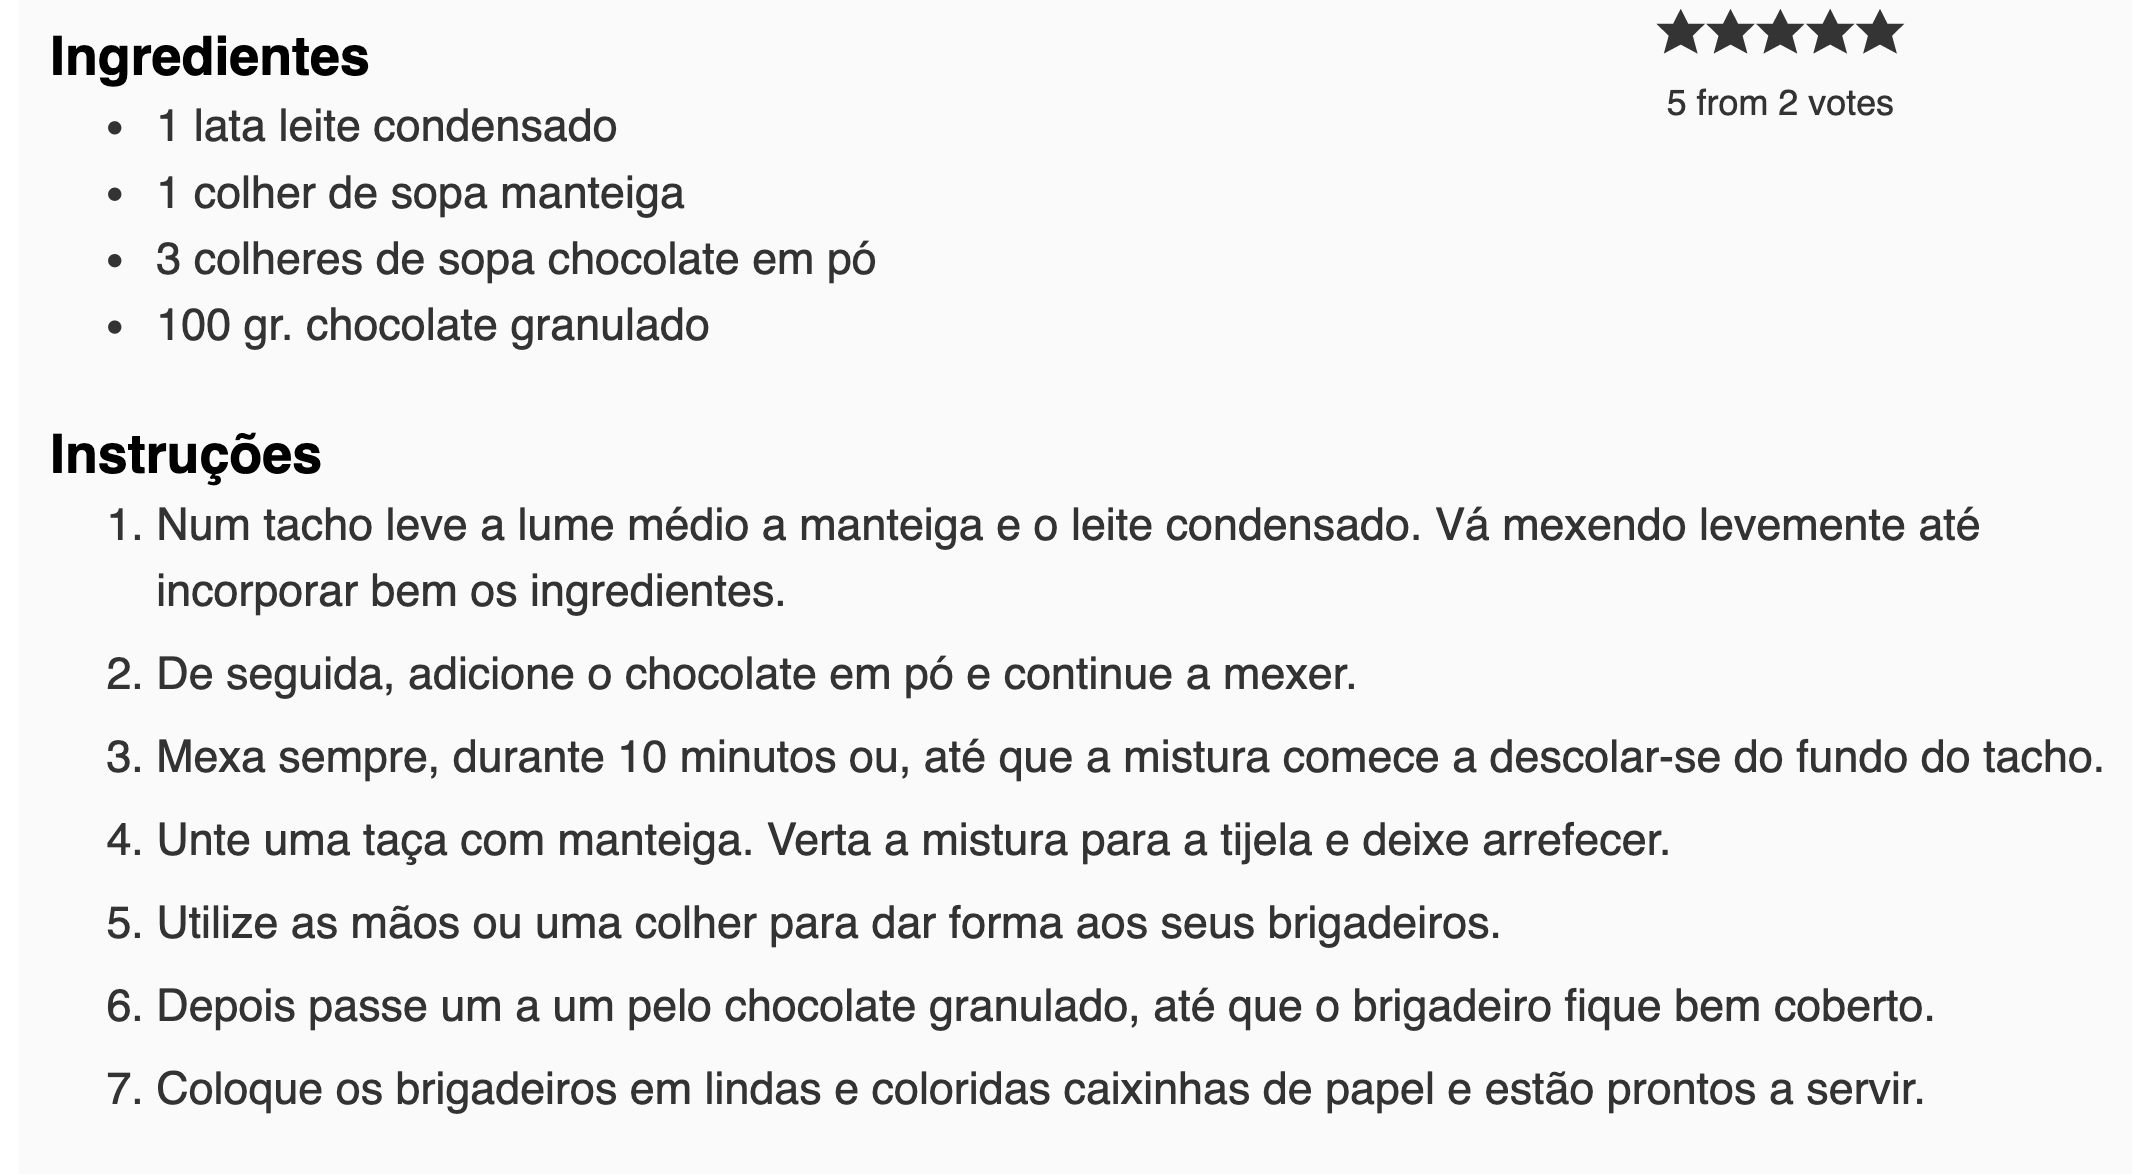 Ingredientes
5 from 2 votes
• 1 lata leite condensado
• 1 colher de sopa manteiga
• 3 colheres de sopa chocolate em pó
• 100 gr. chocolate granulado
Instruções
1. Num tacho leve a lume médio a manteiga e o leite condensado. Vá mexendo levemente até
incorporar bem os ingredientes.
2. De seguida, adicione o chocolate em pó e continue a mexer.
3. Mexa sempre, durante 10 minutos ou, até que a mistura comece a descolar-se do fundo do tacho.
4. Unte uma taça com manteiga. Verta a mistura para a tijela e deixe arrefecer.
5. Utilize as mãos ou uma colher para dar forma aos seus brigadeiros.
6. Depois passe um a um pelo chocolate granulado, até que o brigadeiro fique bem coberto.
7. Coloque os brigadeiros em lindas e coloridas caixinhas de papel e estão prontos a servir.